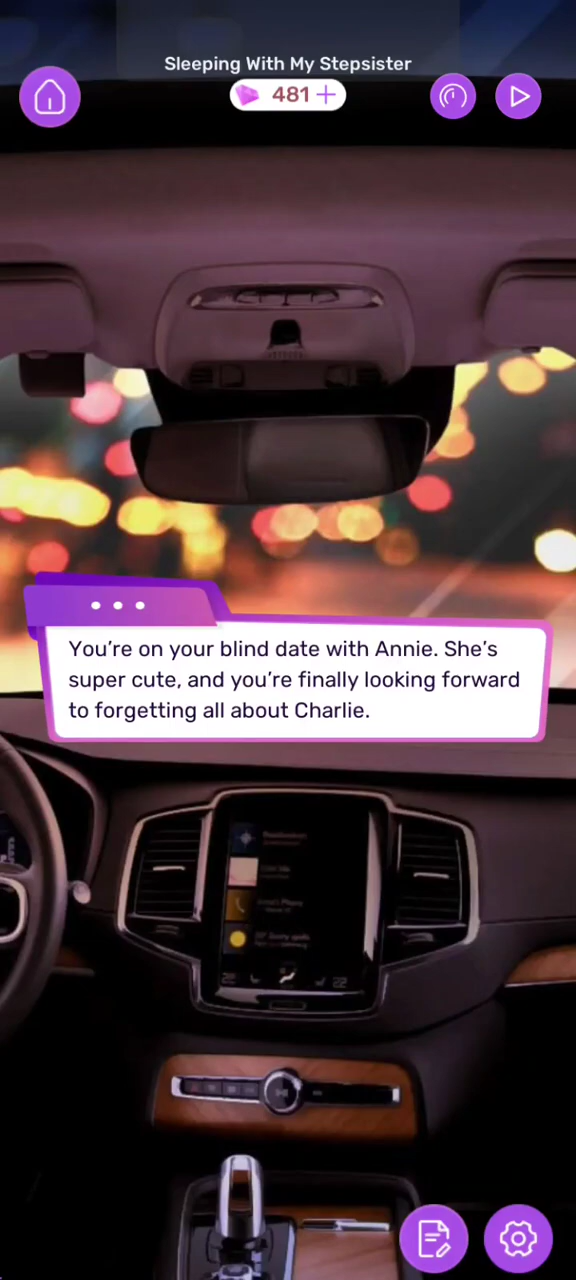 Sleeping With My Stepsister
481
You're on your blind date with Annie. She's
super cute, and you're finally looking forward
to forgetting all about Charlie.